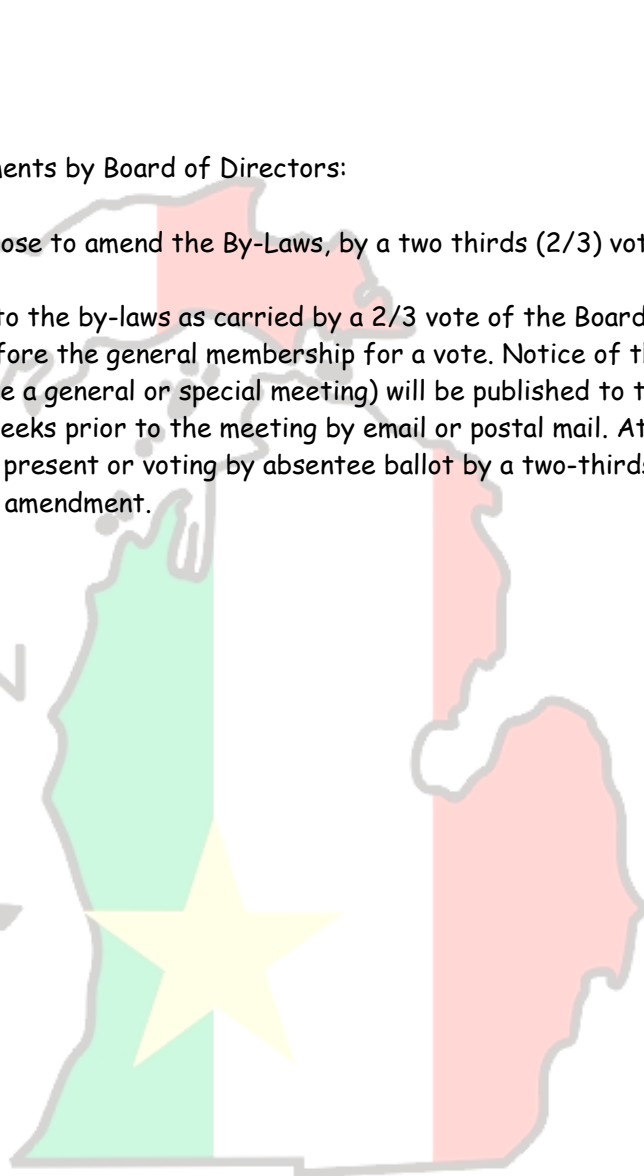 ents by Board of Directors:
ose to amend the By-Laws, by a two thirds (2/3) vot
to the by-laws as carried by a 2/3 vote of the Board
fore the general membership for a vote. Notice of t
e a general or special meeting) will be published to t
eeks prior to the meeting by email or postal mail. At
present or voting by absentee ballot by a two-thirds
amendment.